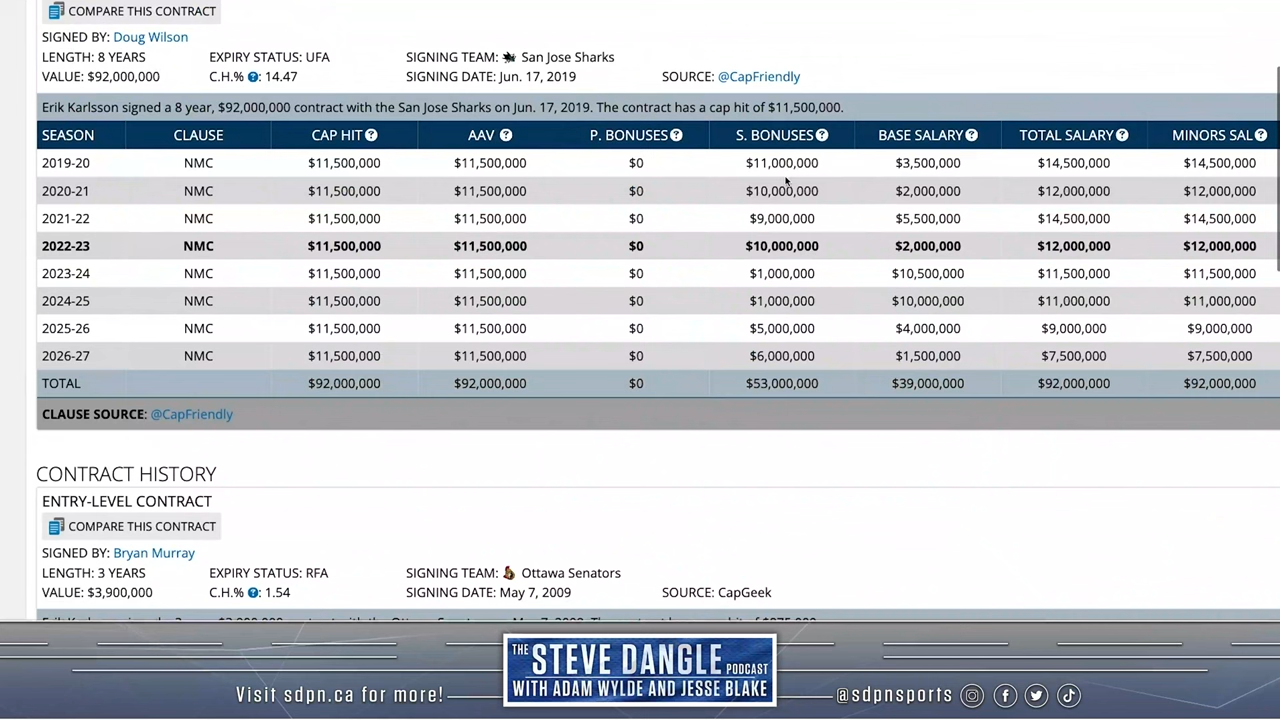 COMPARE THIS CONTRACT
SIGNED BY: Doug Wilson
LENGTH: 8 YEARS EXPIRY STATUS: UFA SIGNING TEAM: San Jose Sharks
VALUE: $92,000,000 C.H.% ?: 14.47 SIGNING DATE: Jun. 17, 2019 SOURCE: @CapFriendly
Erik Karlsson signed a 8 year, $92,000,000 contract with the San Jose Sharks on Jun. 17, 2019. The contract has a cap hit of $11,500,000.
SEASON CLAUSE CAP HIT ? AAV ? P. BONUSES ? S. BONUSES ? BASE SALARY ? TOTAL SALARY ? MINORS SAL ?
2019-20 NMC $11,500,000 $11,500,000 $0 $11,000,000 $3,500,000 $14,500,000 $14,500,000
2020-21 NMC $11,500,000 $11,500,000 $0 $10,000,000 $2,000,000 $12,000,000 $12,000,000
2021-22 NMC $11,500,000 $11,500,000 $0 $9,000,000 $5,500,000 $14,500,000 $14,500,000
2022-23 NMC $11,500,000 $11,500,000 $0 $10,000,000 $2,000,000 $12,000,000 $12,000,000
2023-24 NMC $11,500,000 $11,500,000 $0 $1,000,000 $10,500,000 $11,500,000 $11,500,000
2024-25 NMC $11,500,000 $11,500,000 $0 $1,000,000 $10,000,000 $11,000,000 $11,000,000
2025-26 NMC $11,500,000 $11,500,000 $0 $5,000,000 $4,000,000 $9,000,000 $9,000,000
2026-27 NMC $11,500,000 $11,500,000 $0 $6,000,000 $1,500,000 $7,500,000 $7,500,000
TOTAL $92,000,000 $92,000,000 $0 $53,000,000 $39,000,000 $92,000,000 $92,000,000
CLAUSE SOURCE: @CapFriendly
CONTRACT HISTORY
ENTRY-LEVEL CONTRACT
COMPARE THIS CONTRACT
SIGNED BY: Bryan Murray
LENGTH: 3 YEARS EXPIRY STATUS: RFA SIGNING TEAM: Ottawa Senators
VALUE: $3,900,000 C.H.% ?: 1.54 SIGNING DATE: May 7, 2009 SOURCE: CapGeek
THE STEVE DANGLE PODCAST
WITH ADAM WYLDE AND JESSE BLAKE
Visit sdpn.ca for more! @sdpnsports